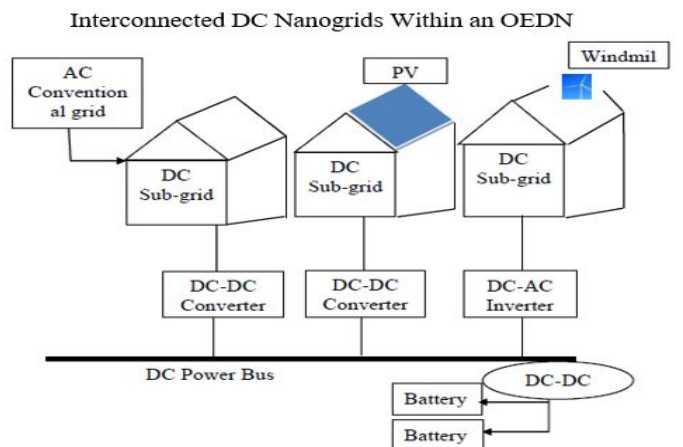 Interconnected DC Nanogrids Within an OEDN
AC
Convention
al grid
PV
Windmil
DC
Sub-grid
DC
Sub-grid
DC
Sub-grid
DC-DC
Converter
DC-DC
Converter
DC-AC
Inverter
DC Power Bus
DC-DC
Battery
Battery